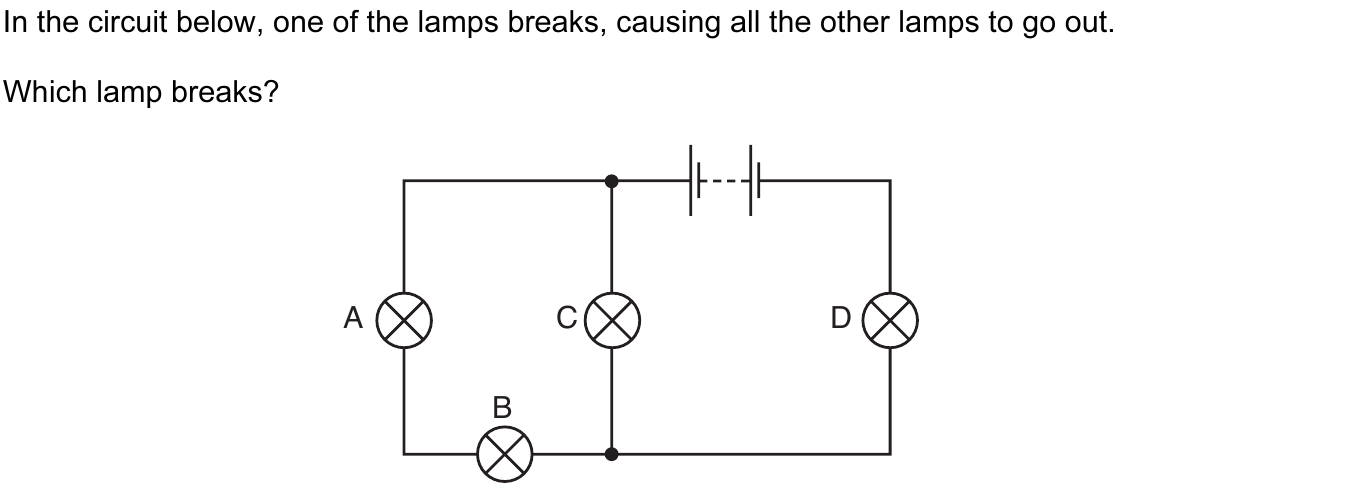 In the circuit below, one of the lamps breaks, causing all the other lamps to go out.
Which lamp breaks?
A
C
D
B